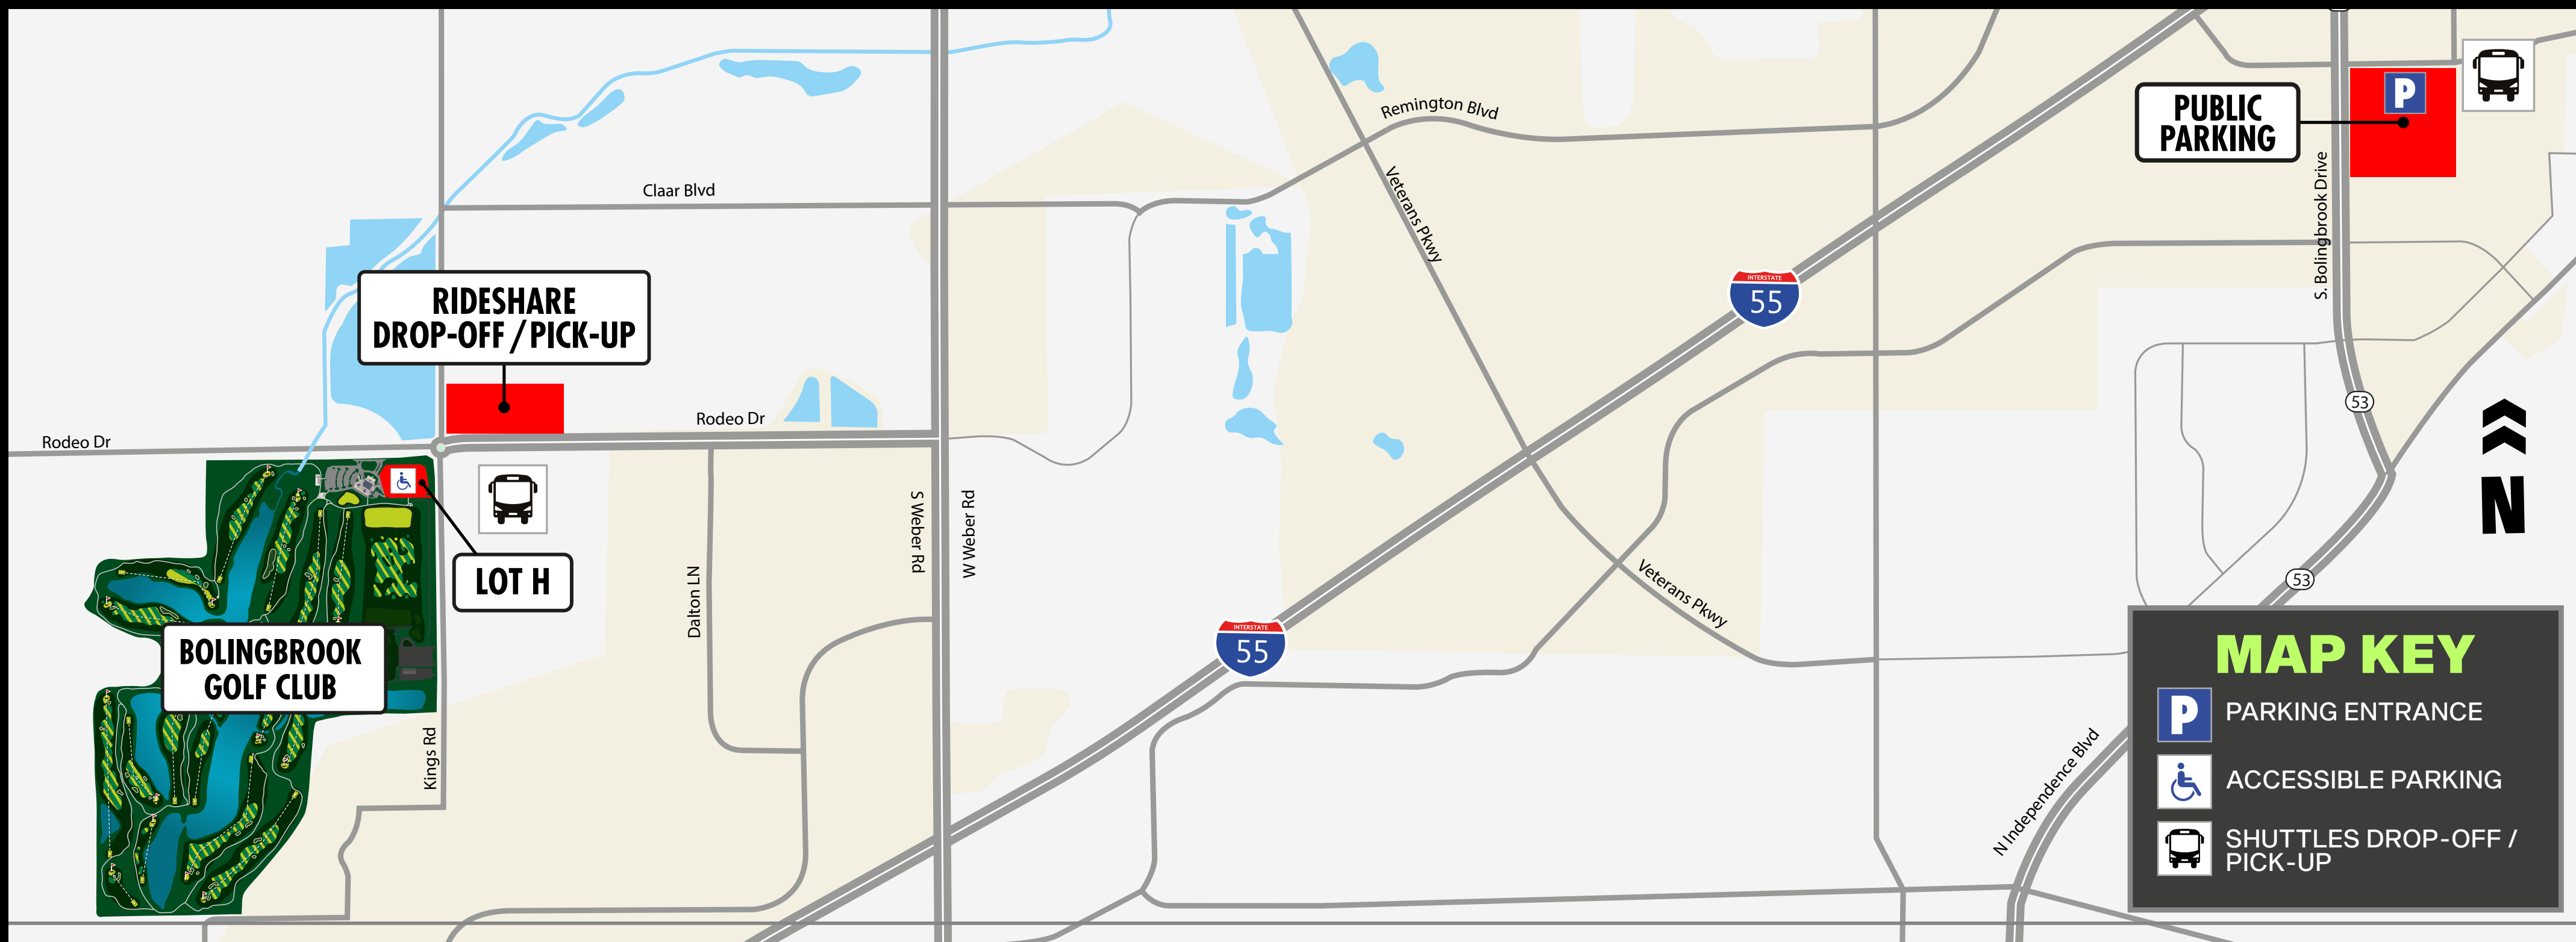 Remington Blvd
P
PUBLIC
PARKING
Claar Blvd
Veterans Pkwy
S. Bolingbrook Drive
RIDESHARE
DROP-OFF / PICK-UP
INTERSTATE
55
53
Rodeo Dr
Rodeo Dr
N
LOT H
S Weber Rd
W Weber Rd
Dalton LN
Veterans Pkwy
53
INTERSTATE
55
BOLINGBROOK
GOLF CLUB
Kings Rd
N Independence Blvd
MAP KEY
P PARKING ENTRANCE
ACCESSIBLE PARKING
SHUTTLES DROP-OFF /
PICK-UP